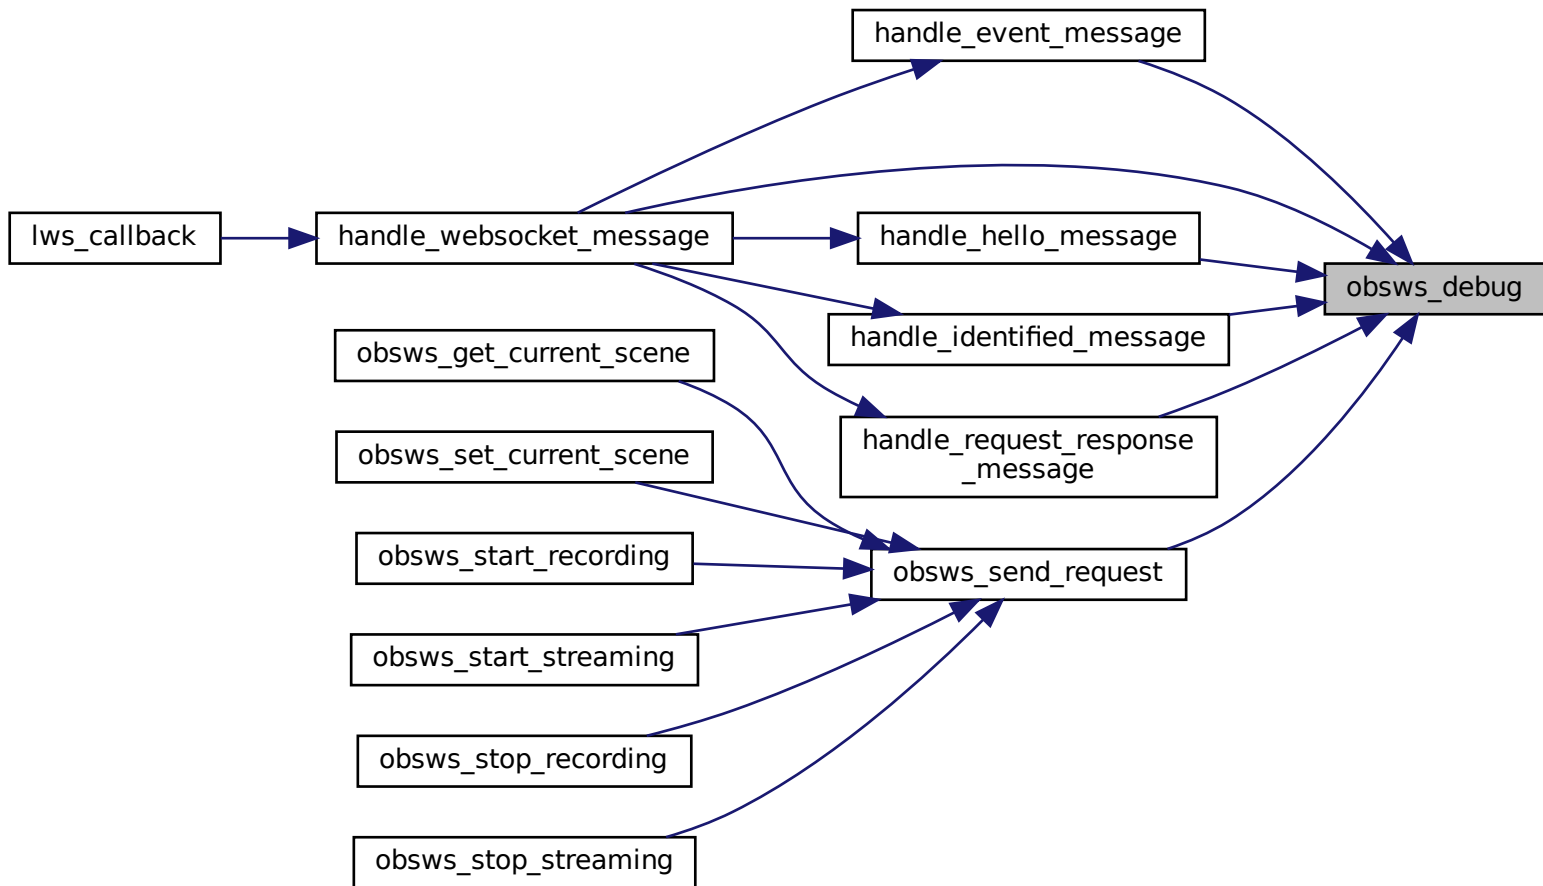 handle_event_message
lws_callback
handle_websocket_message
handle_hello_message
obsws_debug
handle_identified_message
obsws_get_current_scene
handle_request_response
_message
obsws_set_current_scene
obsws_start_recording
obsws_send_request
obsws_start_streaming
obsws_stop_recording
obsws_stop_streaming